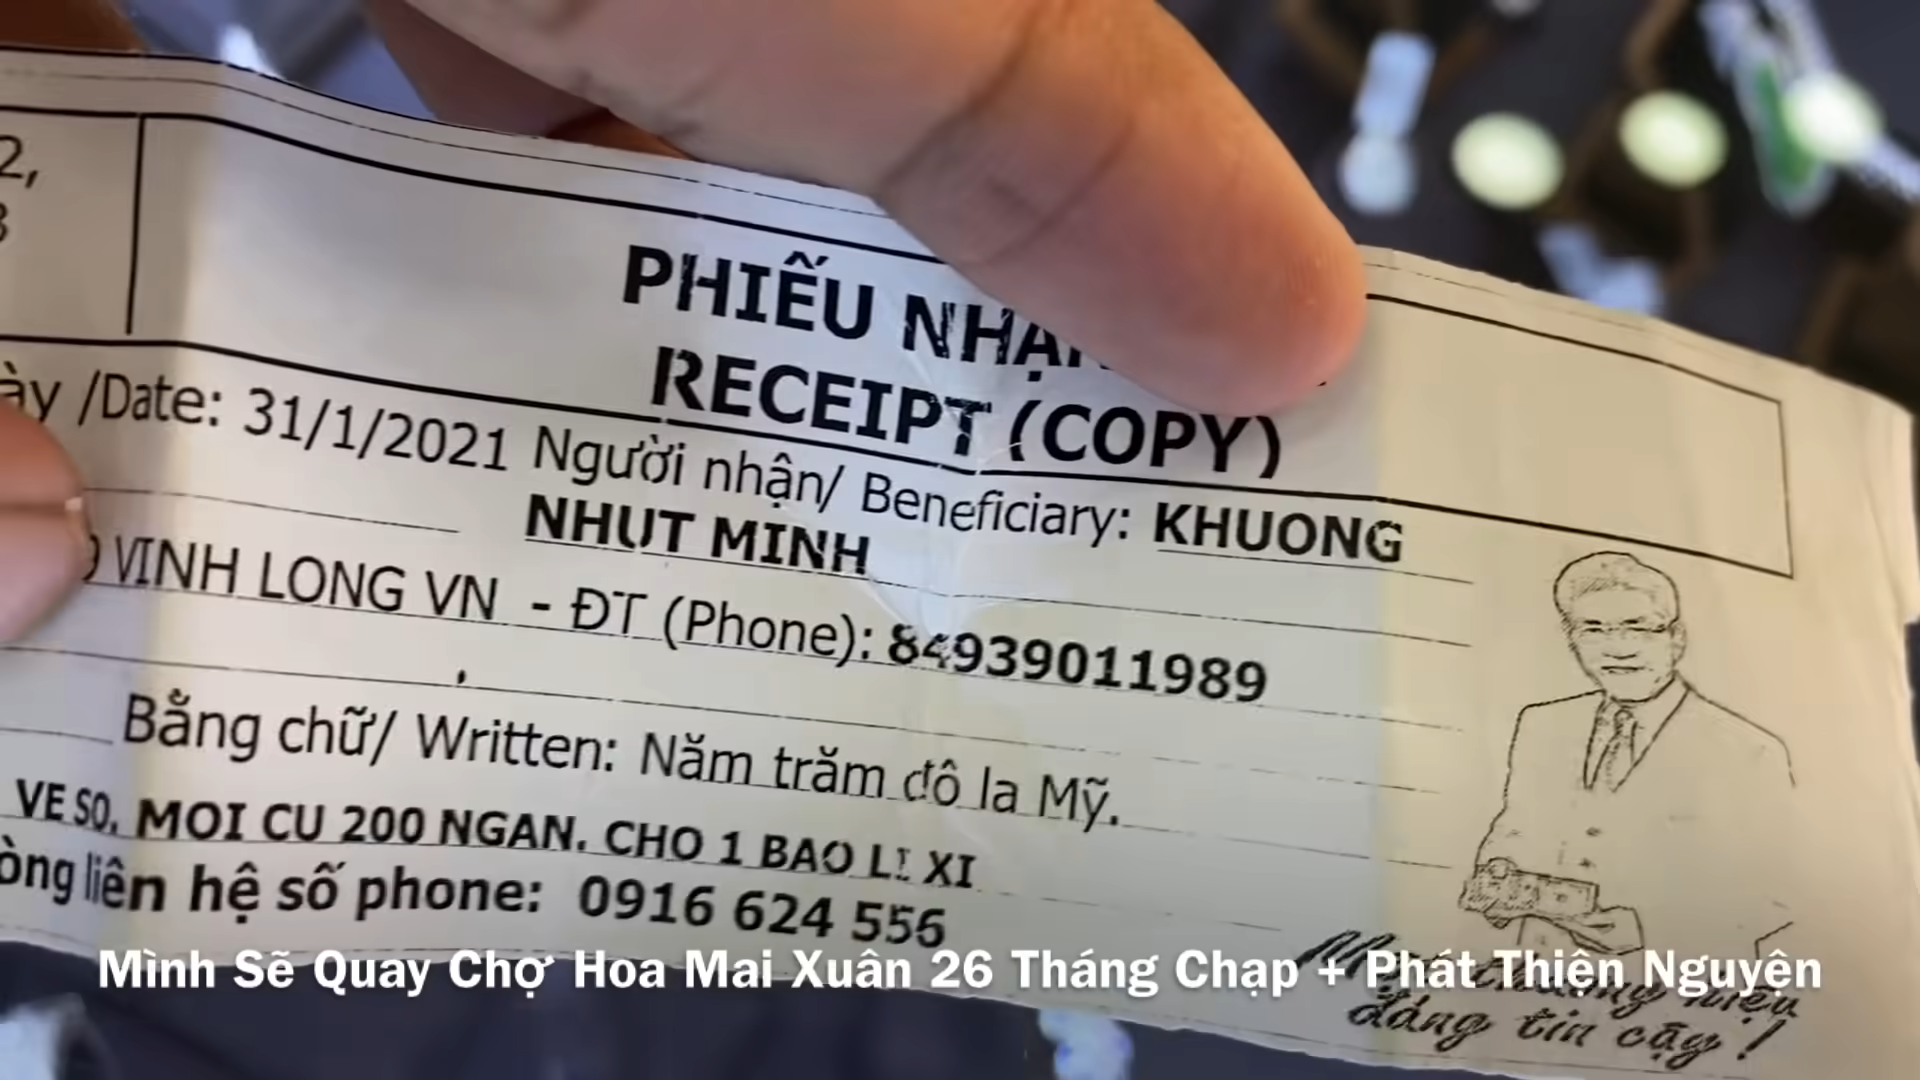 2,
PHIẾU NHẬN
RECEIPT (COPY)
/Date: 31/1/2021 Người nhận/ Beneficiary: KHUONG
NHUT MINH
VINH LONG VN - ĐT (Phone): 84939011989
Bằng chữ/ Written: Năm trăm đô la Mỹ.
VE SO, MOI CU 200 NGAN. CHO 1 BAO LI XI
liên hệ số phone: 0916 624 556
Mình Sẽ Quay Chợ Hoa Mai Xuân 26 Tháng Chạp + Phát Thiện Nguyện
thương hiệu
đáng tin cậy !